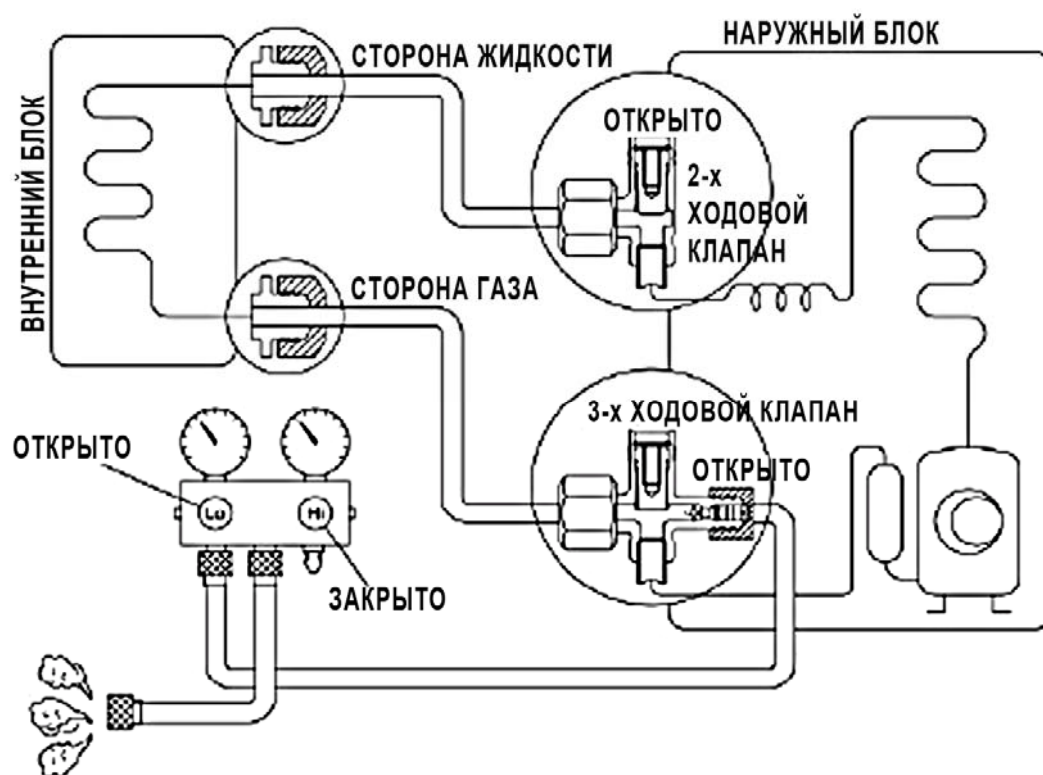 НАРУЖНЫЙ БЛОК
СТОРОНА ЖИДКОСТИ
ВНУТРЕННИЙ БЛОК
ОТКРЫТО
2-х
ХОДОВОЙ
КЛАПАН
СТОРОНА ГАЗА
3-х ХОДОВОЙ КЛАПАН
ОТКРЫТО
ОТКРЫТО
Lo
Hi
ЗАКРЫТО